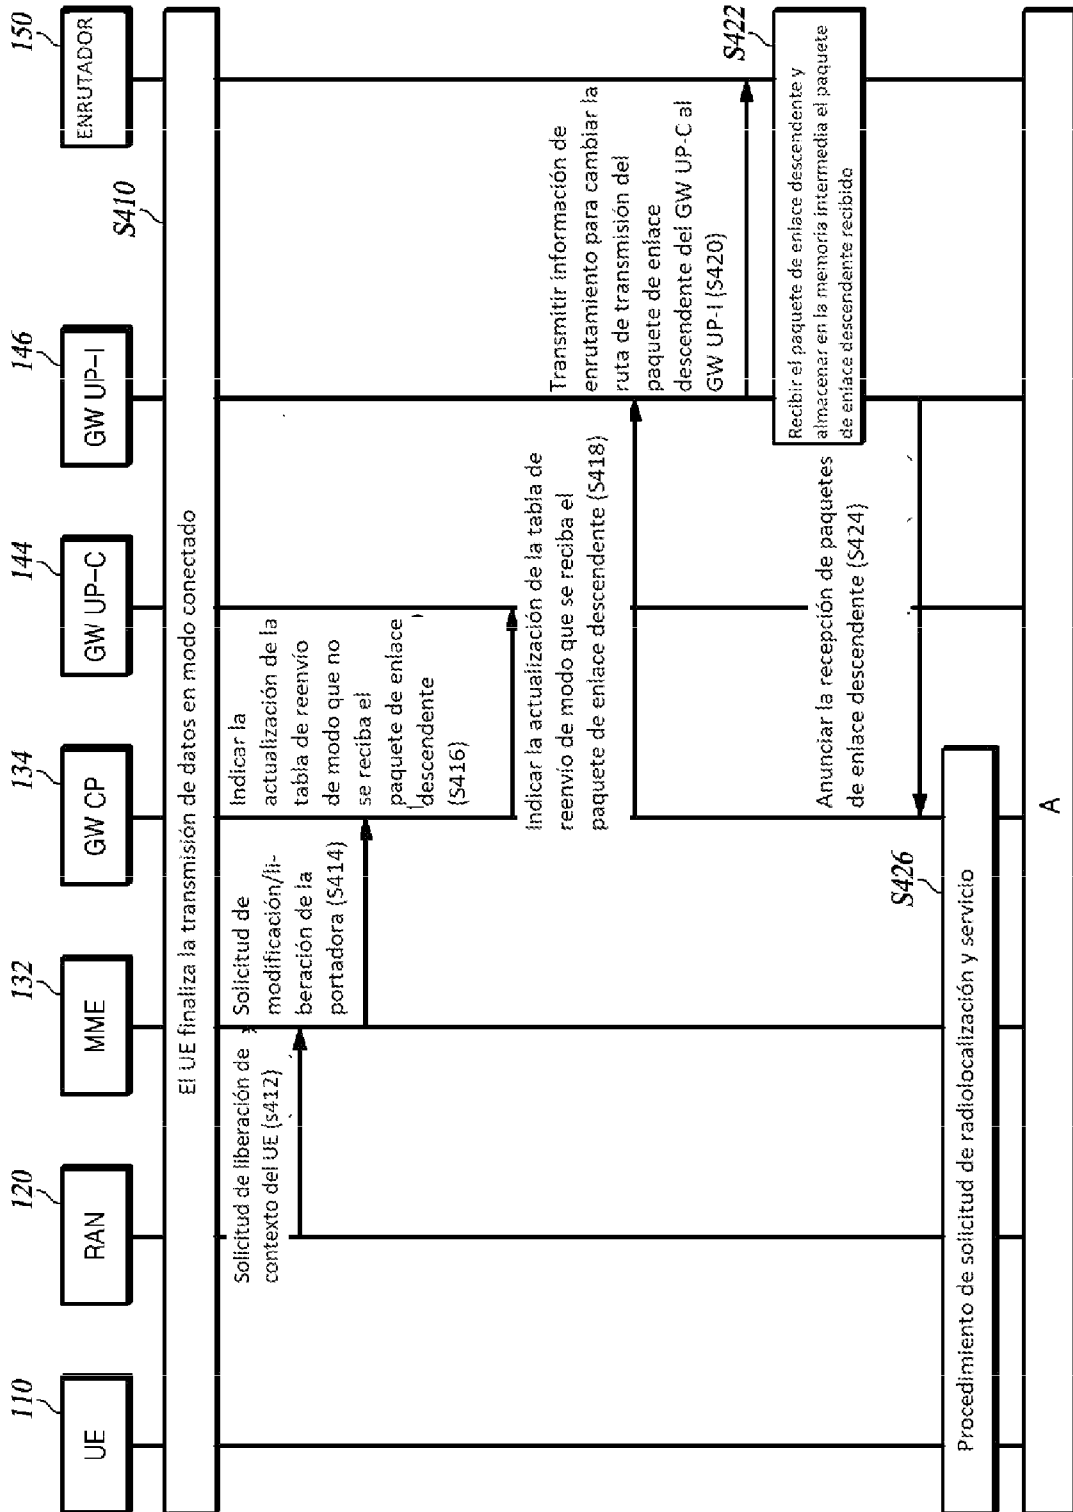 110
120
132
134
144
146
150
UE
RAN
MME
GW CP
GW UP-C
GW UP-I
ENRUTADOR
S410
El UE finaliza la transmisión de datos en modo conectado
Solicitud de liberación de
contexto del UE (s412)
Solicitud de
modificación/li-
beración de la
portadora (S414)
Indicar la
actualización de la
tabla de reenvío
de modo que no
se reciba el
paquete de enlace
descendente
(S416)
Indicar la actualización de la tabla de
reenvío de modo que se reciba el
paquete de enlace descendente (S418)
Transmitir información de
enrutamiento para cambiar la
ruta de transmisión del
paquete de enlace
descendente del GW UP-C al
GW UP-I (S420)
S422
Recibir el paquete de enlace descendente y
almacenar en la memoria intermedia el paquete
de enlace descendente recibido
Anunciar la recepción de paquetes
de enlace descendente (S424)
S426
Procedimiento de solicitud de radiolocalización y servicio
A